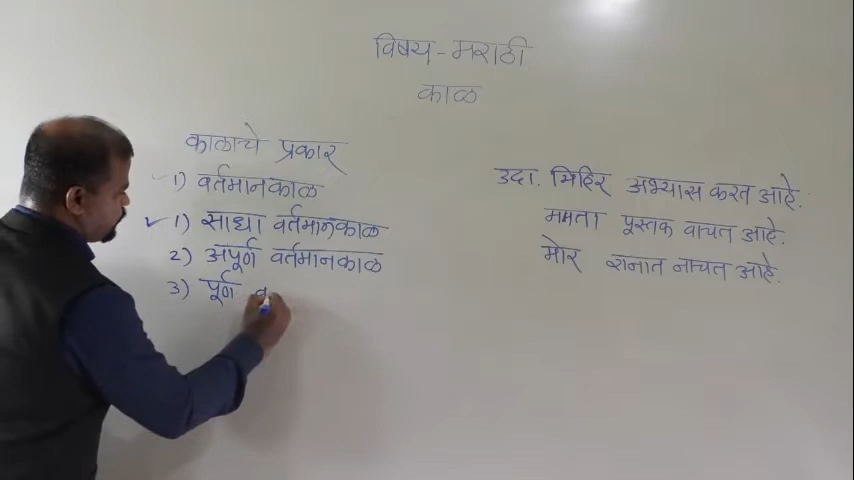 विषय - मराठी
काळ
काळाचे प्रकार
1) वर्तमानकाळ
1) साधा वर्तमानकाळ
2) अपूर्ण वर्तमानकाळ
3) पूर्ण व
उदा. मिहिर अभ्यास करत आहे.
ममता पूस्तक वाचत आहे.
मोर रानात नाचत आहे.